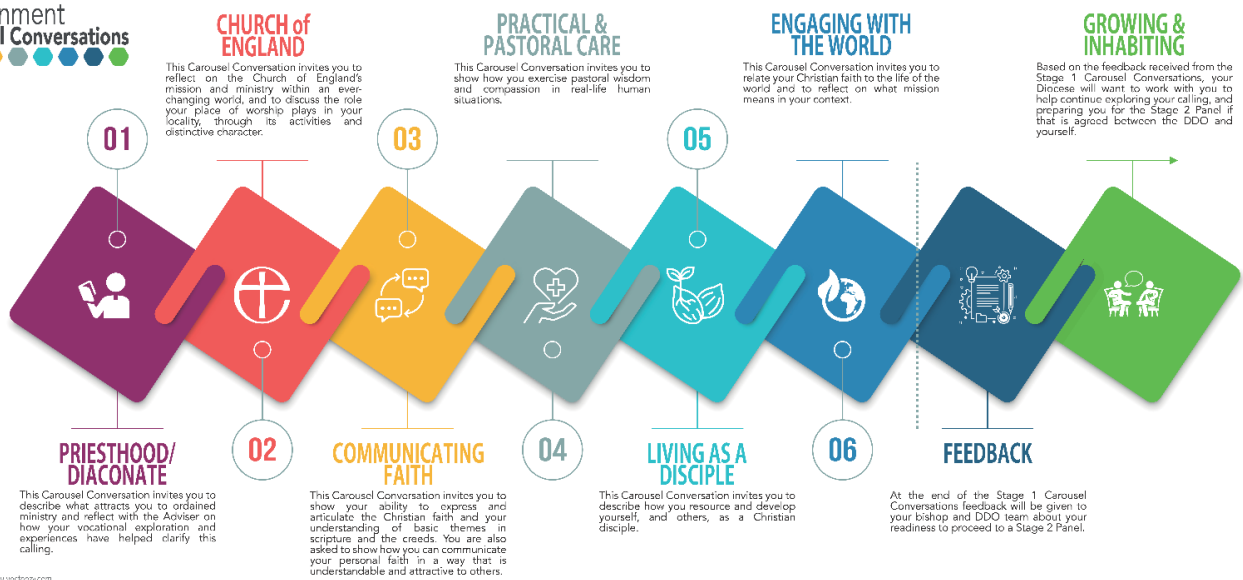 nment
l Conversations
CHURCH of
ENGLAND
This Carousel Conversation invites you to
reflect on the Church of England's
mission and ministry within an ever-
changing world, and to discuss the role
your place of worship plays in your
locality, through its activities and
distinctive character.
PRACTICAL &
PASTORAL CARE
This Carousel Conversation invites you to
show how you exercise pastoral wisdom
and compassion in real-life human
situations.
ENGAGING WITH
THE WORLD
This Carousel Conversation invites you to
relate your Christian faith to the life of the
world and to reflect on what mission
means in your context.
GROWING &
INHABITING
Based on the feedback received from the
Stage 1 Carousel Conversations, your
Diocese will want to work with you to
help continue exploring your calling, and
preparing you for the Stage 2 Panel if
that is agreed between the DDO and
yourself.
01
03
05
02
04
06
PRIESTHOOD/
DIACONATE
This Carousel Conversation invites you to
describe what attracts you to ordained
ministry and reflect with the Adviser on
how your vocational exploration and
experiences have helped clarify this
calling.
COMMUNICATING
FAITH
This Carousel Conversation invites you to
show your ability to express and
articulate the Christian faith and your
understanding of basic themes in
scripture and the creeds. You are also
asked to show how you can communicate
your personal faith in a way that is
understandable and attractive to others.
LIVING AS A
DISCIPLE
This Carousel Conversation invites you to
describe how you resource and develop
yourself, and others, as a Christian
disciple.
FEEDBACK
At the end of the Stage 1 Carousel
Conversations feedback will be given to
your bishop and DDO team about your
readiness to proceed to a Stage 2 Panel.